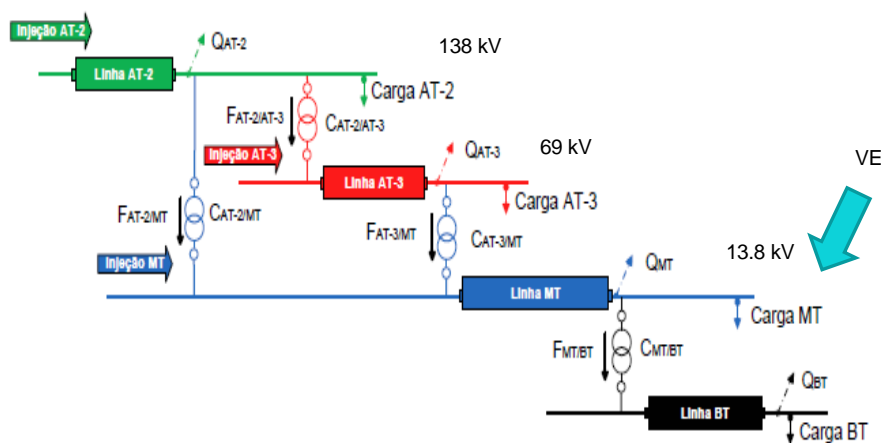 Injeção AT-2
QAT-2
138 kV
Linha AT-2
Carga AT-2
FAT-2/AT-3
CAT-2/AT-3
Injeção AT-3
QAT-3
69 kV
VE
Linha AT-3
Carga AT-3
FAT-2/MT
CAT-2/MT
FAT-3/MT
CAT-3/MT
Injeção MT
QMT
13.8 kV
Linha MT
Carga MT
FMT/BT
CMT/BT
QBT
Linha BT
Carga BT